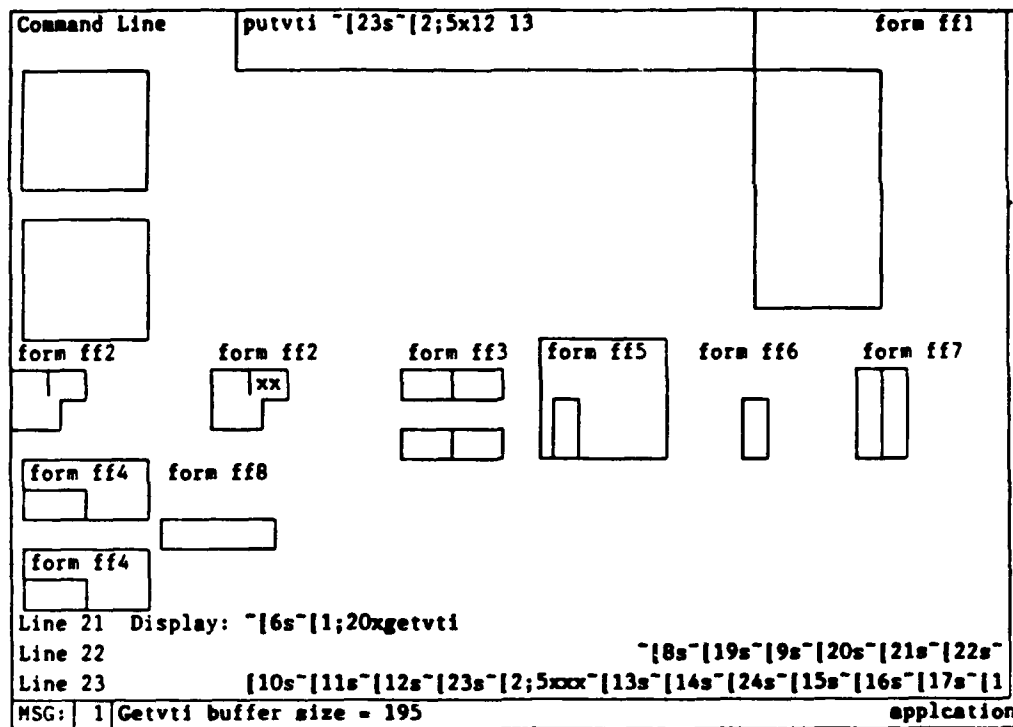 Command Line putvti ~[23s~[2;5x12 13 form ff1
form ff2 form ff2 form ff3 form ff5 form ff6 form ff7
xx
form ff4 form ff8
form ff4
Line 21 Display: ~[6s~[1;20xgetvti
Line 22 ~[8s~[19s~[9s~[20s~[21s~[22s~
Line 23 [10s~[11s~[12s~[23s~[2;5xxx~[13s~[14s~[24s~[15s~[16s~[17s~[1
MSG: 1 Getvti buffer size = 195 applcation